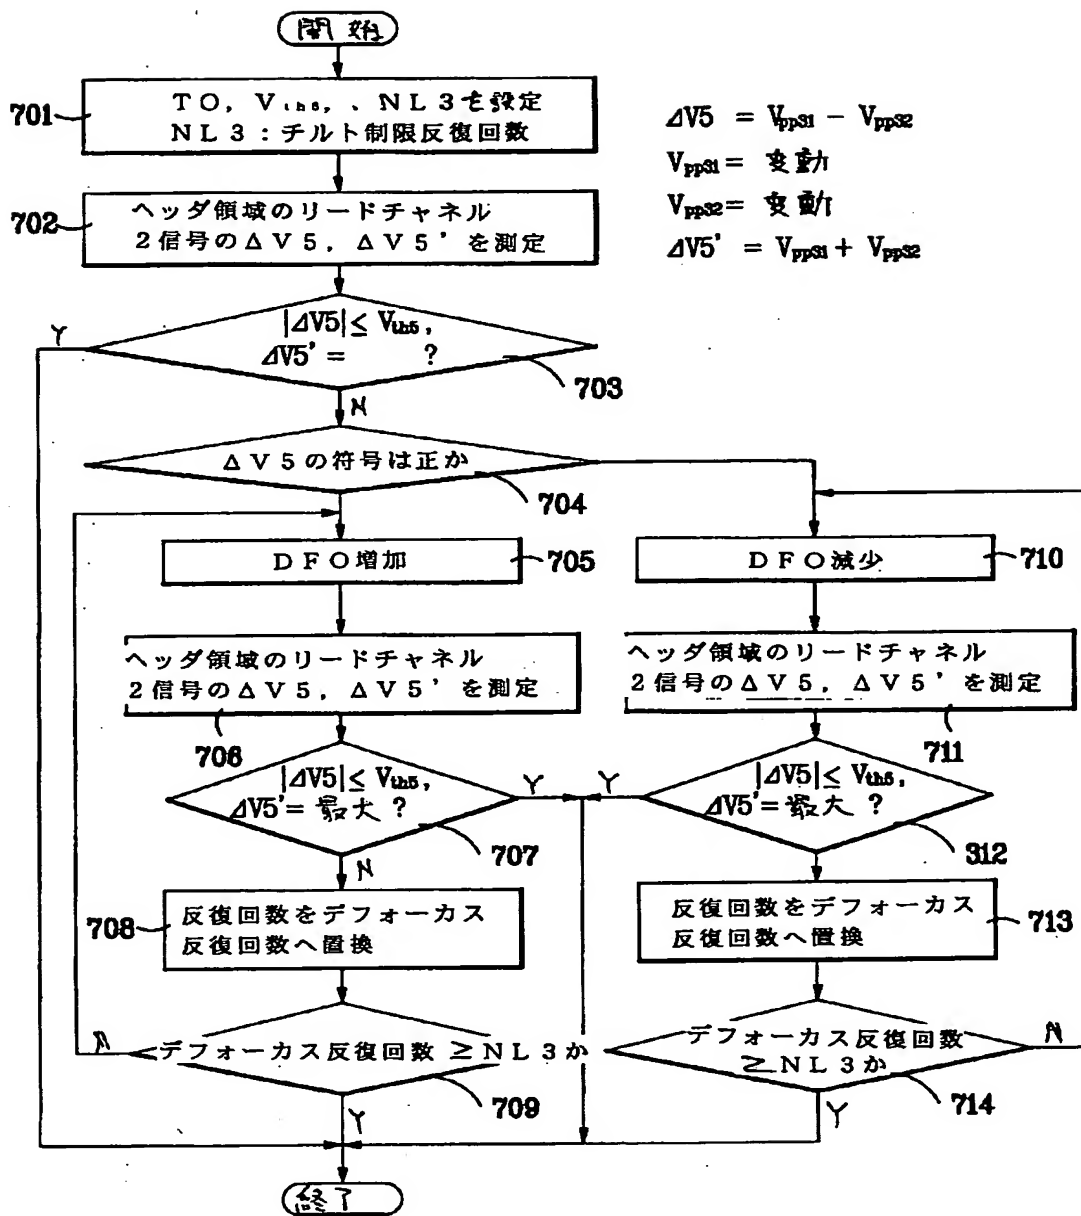 開始
701
TO, Vth5, 、NL3を設定
NL3:チルト制限反復回数
ΔV5 = Vpp31 - Vpp32
Vpp31= 変動
Vpp32= 変動
ΔV5' = Vpp31+ Vpp32
702
ヘッダ領域のリードチャネル
2信号のΔV5, ΔV5'を測定
Y
|ΔV5|≤ Vth5,
ΔV5'= ?
703
N
ΔV5の符号は正か
704
DFO増加
705
DFO減少
710
ヘッダ領域のリードチャネル
2信号のΔV5, ΔV5'を測定
706
ヘッダ領域のリードチャネル
2信号のΔV5, ΔV5'を測定
711
|ΔV5|≤ Vth5,
ΔV5'= 最大 ?
Y
707
N
Y
|ΔV5|≤ Vth5,
ΔV5'= 最大 ?
312
708
反復回数をデフォーカス
反復回数へ置換
反復回数をデフォーカス
反復回数へ置換
713
N
デフォーカス反復回数 ≧NL3か
709
Y
デフォーカス反復回数
≧NL3か
N
714
Y
終了